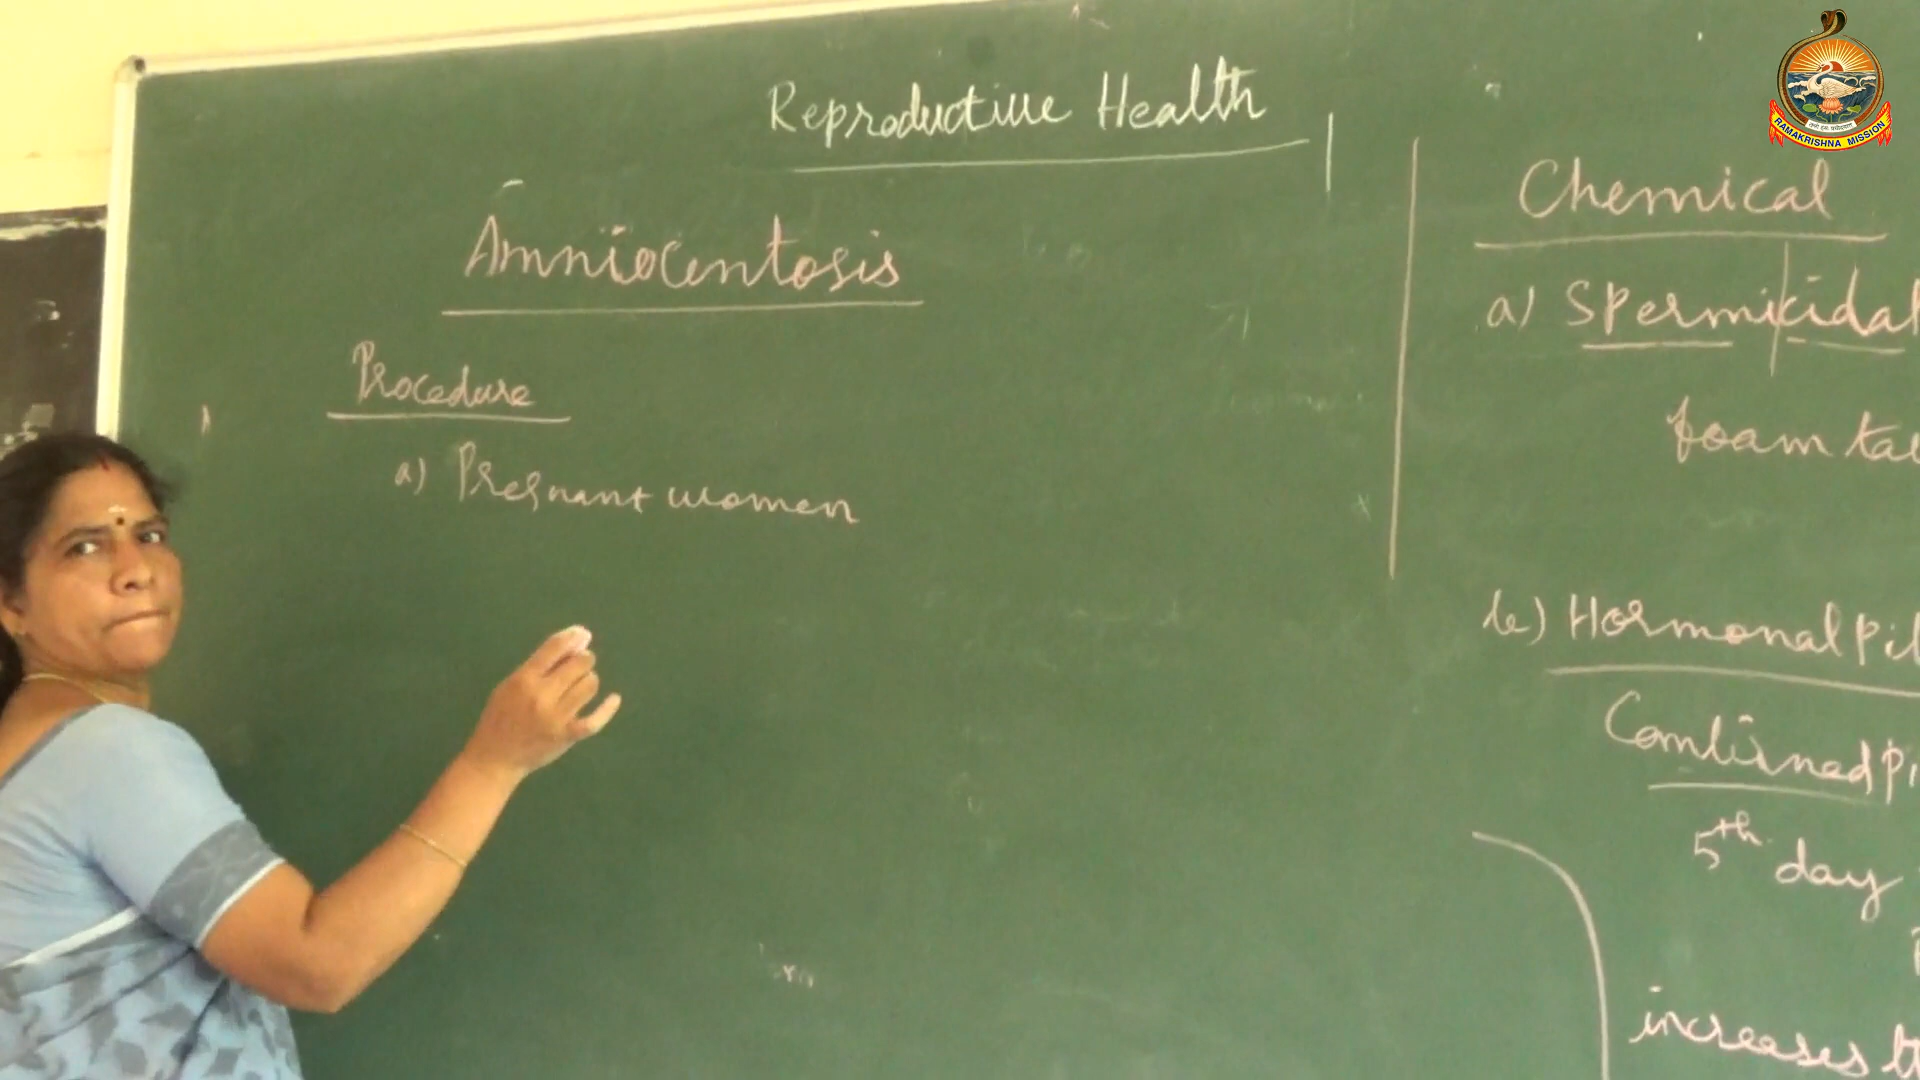 Reproductive Health
Amniocentosis
Procedure
a) Pregnant women
Chemical
a) Spermicidal
foam
b) Hormonal
Combined
5th day
increases
RAMAKRISHNA MISSION